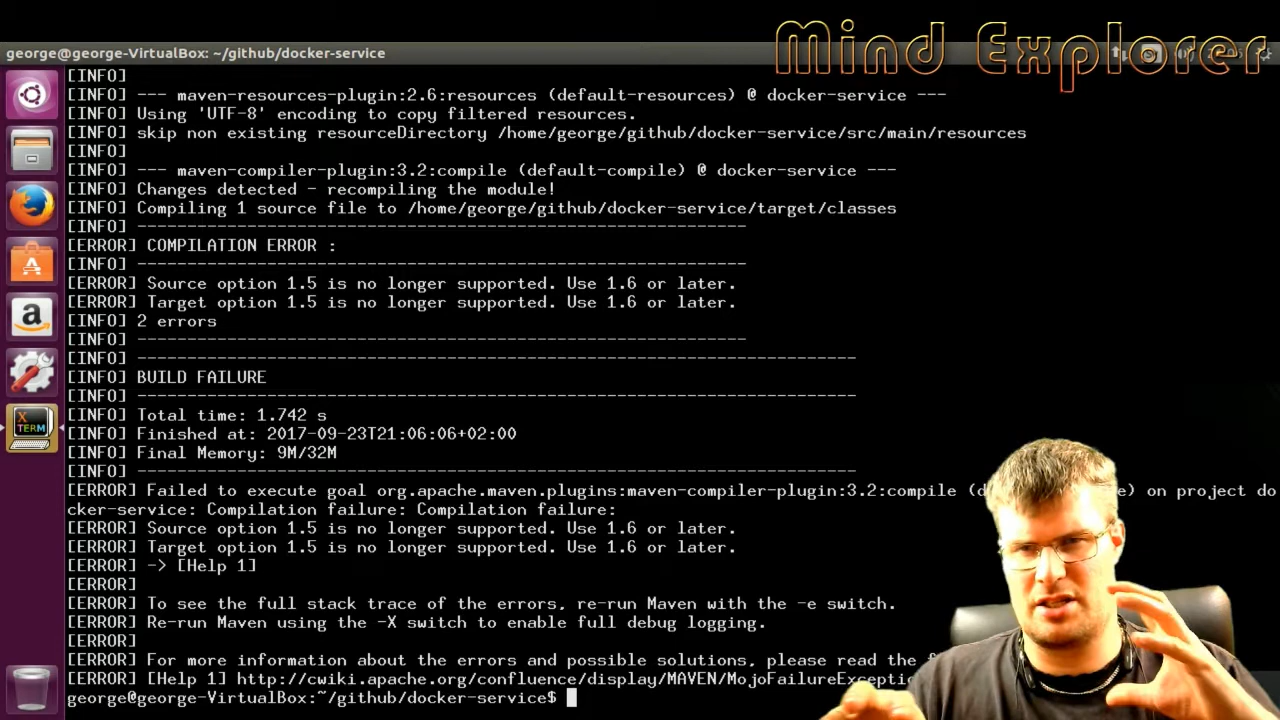 Mind Explorer
george@george-VirtualBox: ~/github/docker-service
[INFO]
[INFO] --- maven-resources-plugin:2.6:resources (default-resources) @ docker-service ---
[INFO] Using 'UTF-8' encoding to copy filtered resources.
[INFO] skip non existing resourceDirectory /home/george/github/docker-service/src/main/resources
[INFO]
[INFO] --- maven-compiler-plugin:3.2:compile (default-compile) @ docker-service ---
[INFO] Changes detected - recompiling the module!
[INFO] Compiling 1 source file to /home/george/github/docker-service/target/classes
[INFO] -------------------------------------------------------------
[ERROR] COMPILATION ERROR :
[INFO] -------------------------------------------------------------
[ERROR] Source option 1.5 is no longer supported. Use 1.6 or later.
[ERROR] Target option 1.5 is no longer supported. Use 1.6 or later.
[INFO] 2 errors
[INFO] -------------------------------------------------------------
[INFO] ------------------------------------------------------------------------
[INFO] BUILD FAILURE
[INFO] ------------------------------------------------------------------------
[INFO] Total time: 1.742 s
[INFO] Finished at: 2017-09-23T21:06:06+02:00
[INFO] Final Memory: 9M/32M
[INFO] ------------------------------------------------------------------------
[ERROR] Failed to execute goal org.apache.maven.plugins:maven-compiler-plugin:3.2:compile on project do
cker-service: Compilation failure: Compilation failure:
[ERROR] Source option 1.5 is no longer supported. Use 1.6 or later.
[ERROR] Target option 1.5 is no longer supported. Use 1.6 or later.
[ERROR] -> [Help 1]
[ERROR]
[ERROR] To see the full stack trace of the errors, re-run Maven with the -e switch.
[ERROR] Re-run Maven using the -X switch to enable full debug logging.
[ERROR]
[ERROR] For more information about the errors and possible solutions, please read the
[ERROR] [Help 1] http://cwiki.apache.org/confluence/display/MAVEN/MojoFailureExceptio
george@george-VirtualBox:~/github/docker-service$
X
TERM